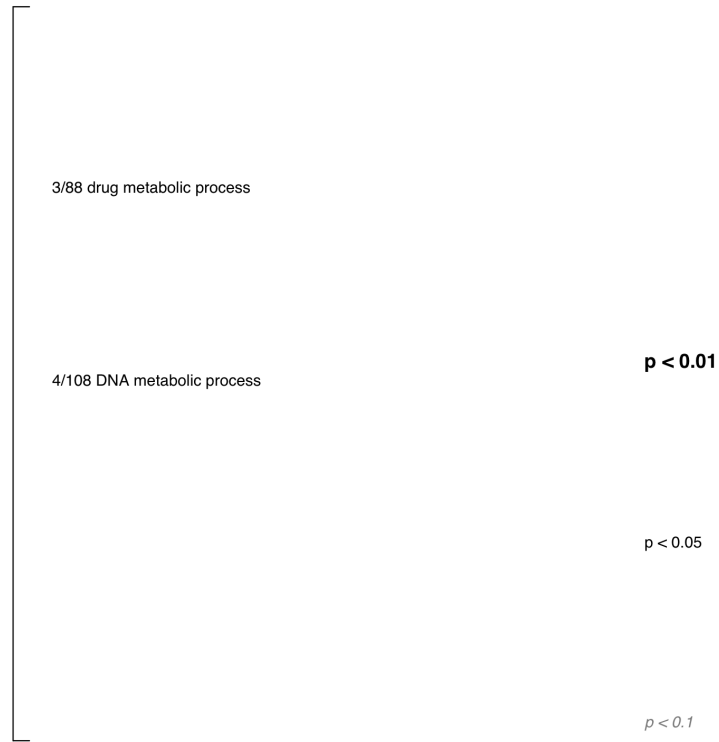 3/88 drug metabolic process
p < 0.01
4/108 DNA metabolic process
p < 0.05
p < 0.1